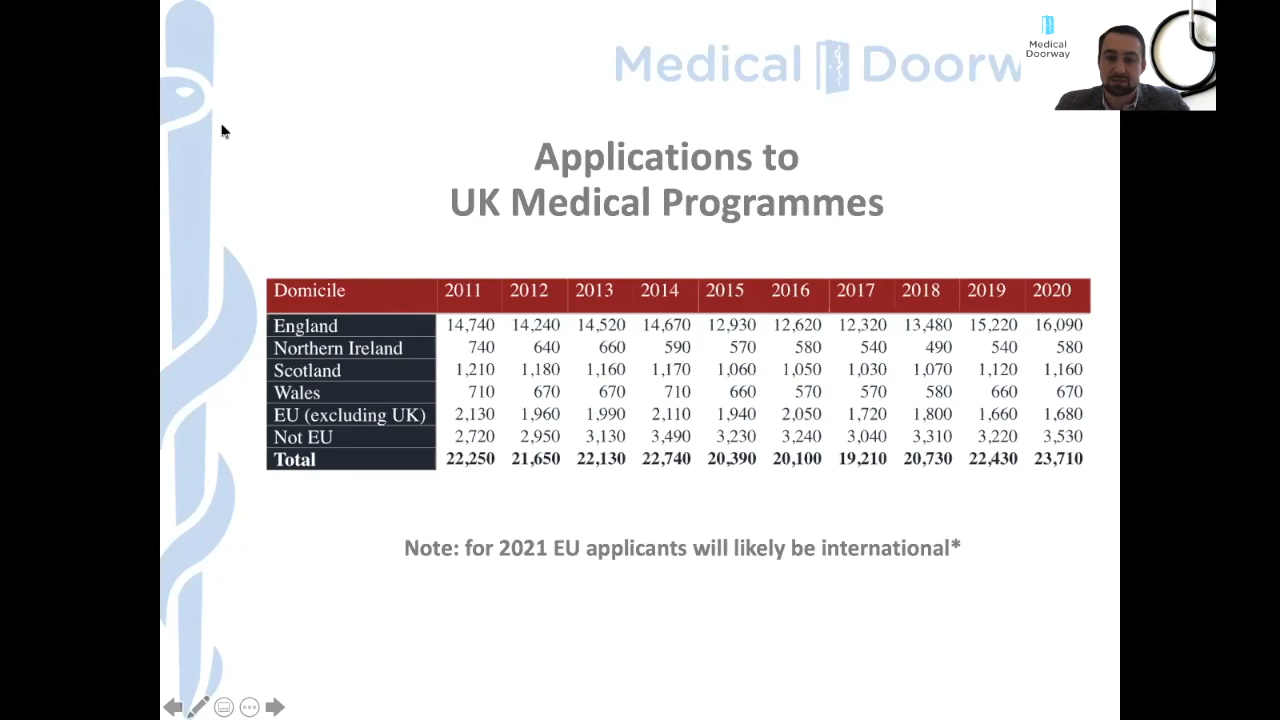 Medical Doorw
Medical
Doorway
Applications to
UK Medical Programmes
Domicile 2011 2012 2013 2014 2015 2016 2017 2018 2019 2020
England 14,740 14,240 14,520 14,670 12,930 12,620 12,320 13,480 15,220 16,090
Northern Ireland 740 640 660 590 570 580 540 490 540 580
Scotland 1,210 1,180 1,160 1,170 1,060 1,050 1,030 1,070 1,120 1,160
Wales 710 670 670 710 660 570 570 580 660 670
EU (excluding UK) 2,130 1,960 1,990 2,110 1,940 2,050 1,720 1,800 1,660 1,680
Not EU 2,720 2,950 3,130 3,490 3,230 3,240 3,040 3,310 3,220 3,530
Total 22,250 21,650 22,130 22,740 20,390 20,100 19,210 20,730 22,430 23,710
Note: for 2021 EU applicants will likely be international*